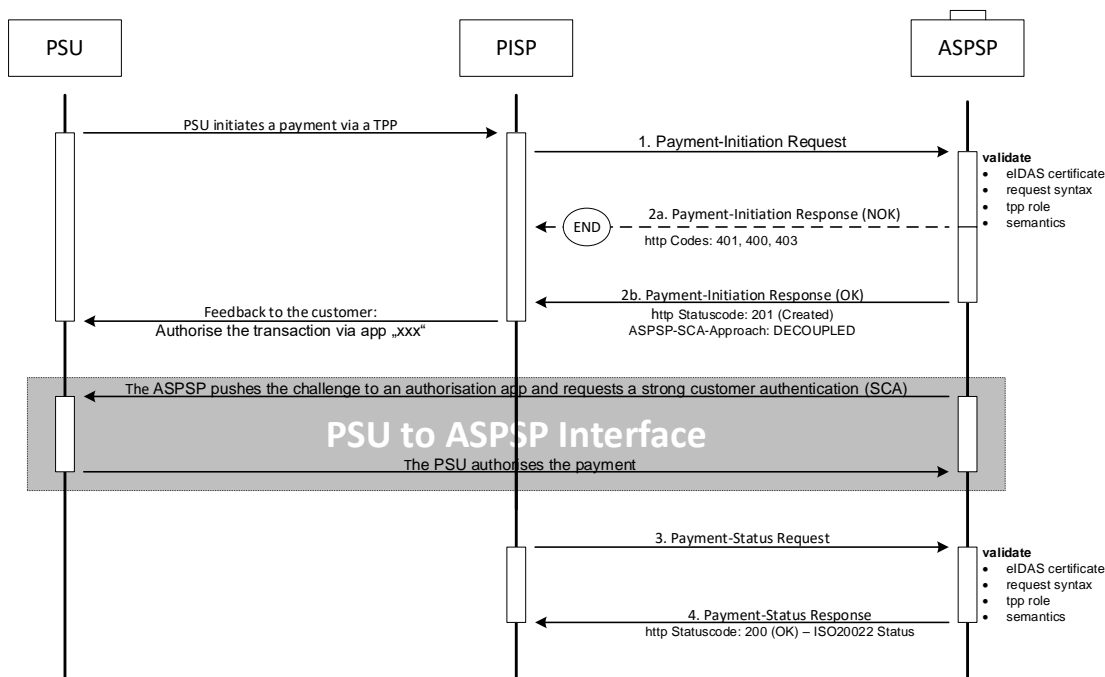 PSU
PISP
ASPSP
PSU initiates a payment via a TPP
1. Payment-Initiation Request
validate
• eIDAS certificate
• request syntax
• tpp role
• semantics
2a. Payment-Initiation Response (NOK)
END
http Codes: 401, 400, 403
2b. Payment-Initiation Response (OK)
http Statuscode: 201 (Created)
ASPSP-SCA-Approach: DECOUPLED
Feedback to the customer:
Authorise the transaction via app „xxx“
The ASPSP pushes the challenge to an authorisation app and requests a strong customer authentication (SCA)
PSU to ASPSP Interface
The PSU authorises the payment
3. Payment-Status Request
validate
• eIDAS certificate
• request syntax
• tpp role
• semantics
4. Payment-Status Response
http Statuscode: 200 (OK) – ISO20022 Status